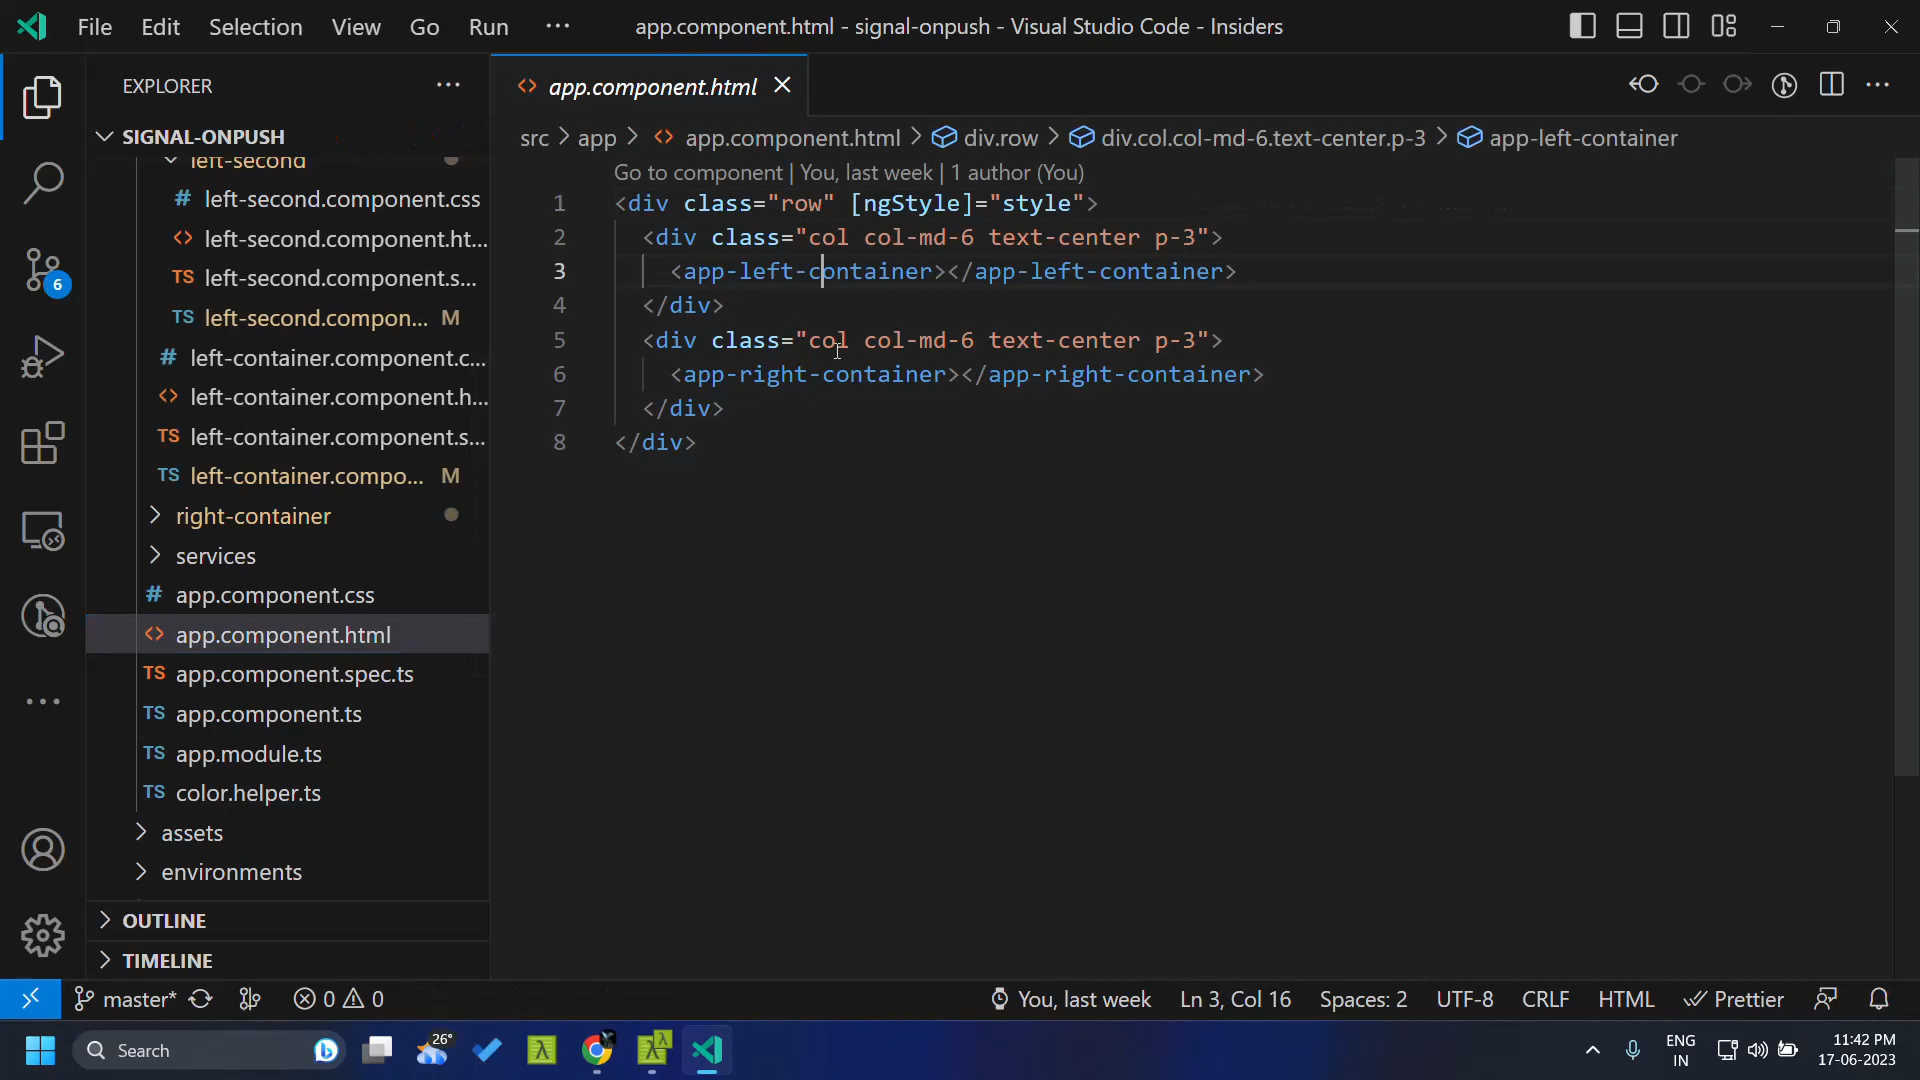 File Edit Selection View Go Run ··· app.component.html - signal-onpush - Visual Studio Code - Insiders
EXPLORER ···
app.component.html
SIGNAL-ONPUSH
src > app > app.component.html > div.row > div.col.col-md-6.text-center.p-3 > app-left-container
left-second
left-second.component.css
left-second.component.ht...
left-second.component.s...
left-second.compon... M
left-container.component.c...
left-container.component.h...
left-container.component.s...
left-container.compo... M
right-container
services
app.component.css
app.component.html
app.component.spec.ts
app.component.ts
app.module.ts
color.helper.ts
assets
environments
OUTLINE
TIMELINE
Go to component | You, last week | 1 author (You)
1 <div class="row" [ngStyle]="style">
2 <div class="col col-md-6 text-center p-3">
3 <app-left-container></app-left-container>
4 </div>
5 <div class="col col-md-6 text-center p-3">
6 <app-right-container></app-right-container>
7 </div>
8 </div>
6
master* 0 0 You, last week Ln 3, Col 16 Spaces: 2 UTF-8 CRLF HTML Prettier
Search 26° ENG IN 11:42 PM 17-06-2023